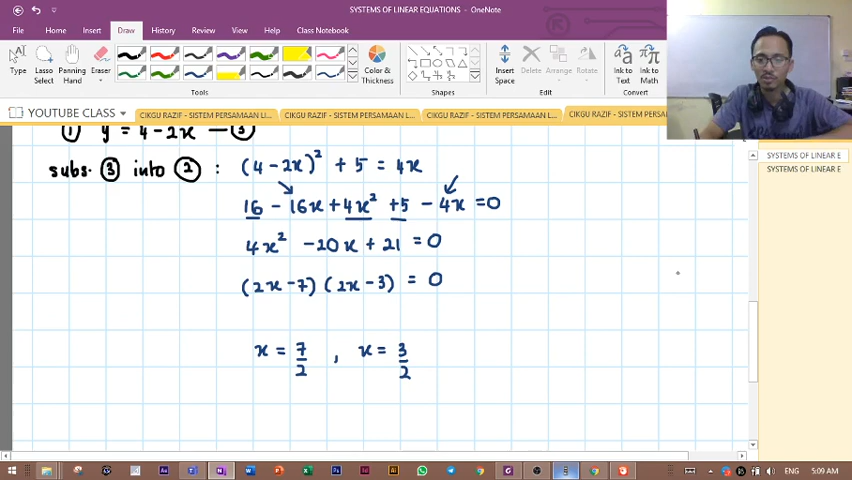 SYSTEMS OF LINEAR EQUATIONS - OneNote
File Home Insert Draw History Review View Help Class Notebook
Type Lasso Select Panning Hand Eraser Color & Thickness Insert Space Delete Arrange Rotate Ink to Text Ink to Math
Tools Shapes Edit Convert
YOUTUBE CLASS CIKGU RAZIF - SISTEM PERSAMAAN LI... CIKGU RAZIF - SISTEM PERSAMAAN L... CIKGU RAZIF - SISTEM PERSAMAAN L... CIKGU RAZIF - SISTEM PERSAMAAN
① y = 4 - 2x — ③
subs. ③ into ② : (4 - 2x)² + 5 = 4x
16 - 16x + 4x² + 5 - 4x = 0
4x² - 20x + 21 = 0
(2x - 7) (2x - 3) = 0
x = 7/2 , x = 3/2
SYSTEMS OF LINEAR E
SYSTEMS OF LINEAR E
ENG 5:09 AM